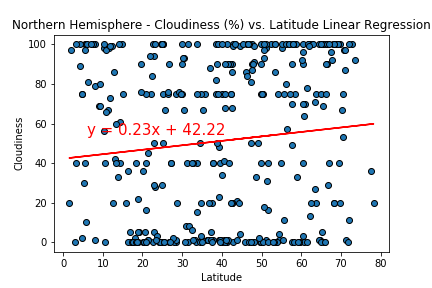 Northern Hemisphere - Cloudiness (%) vs. Latitude Linear Regression
100
80
60
40
20
0
Cloudiness
y = 0.23x + 42.22
0 10 20 30 40 50 60 70 80
Latitude